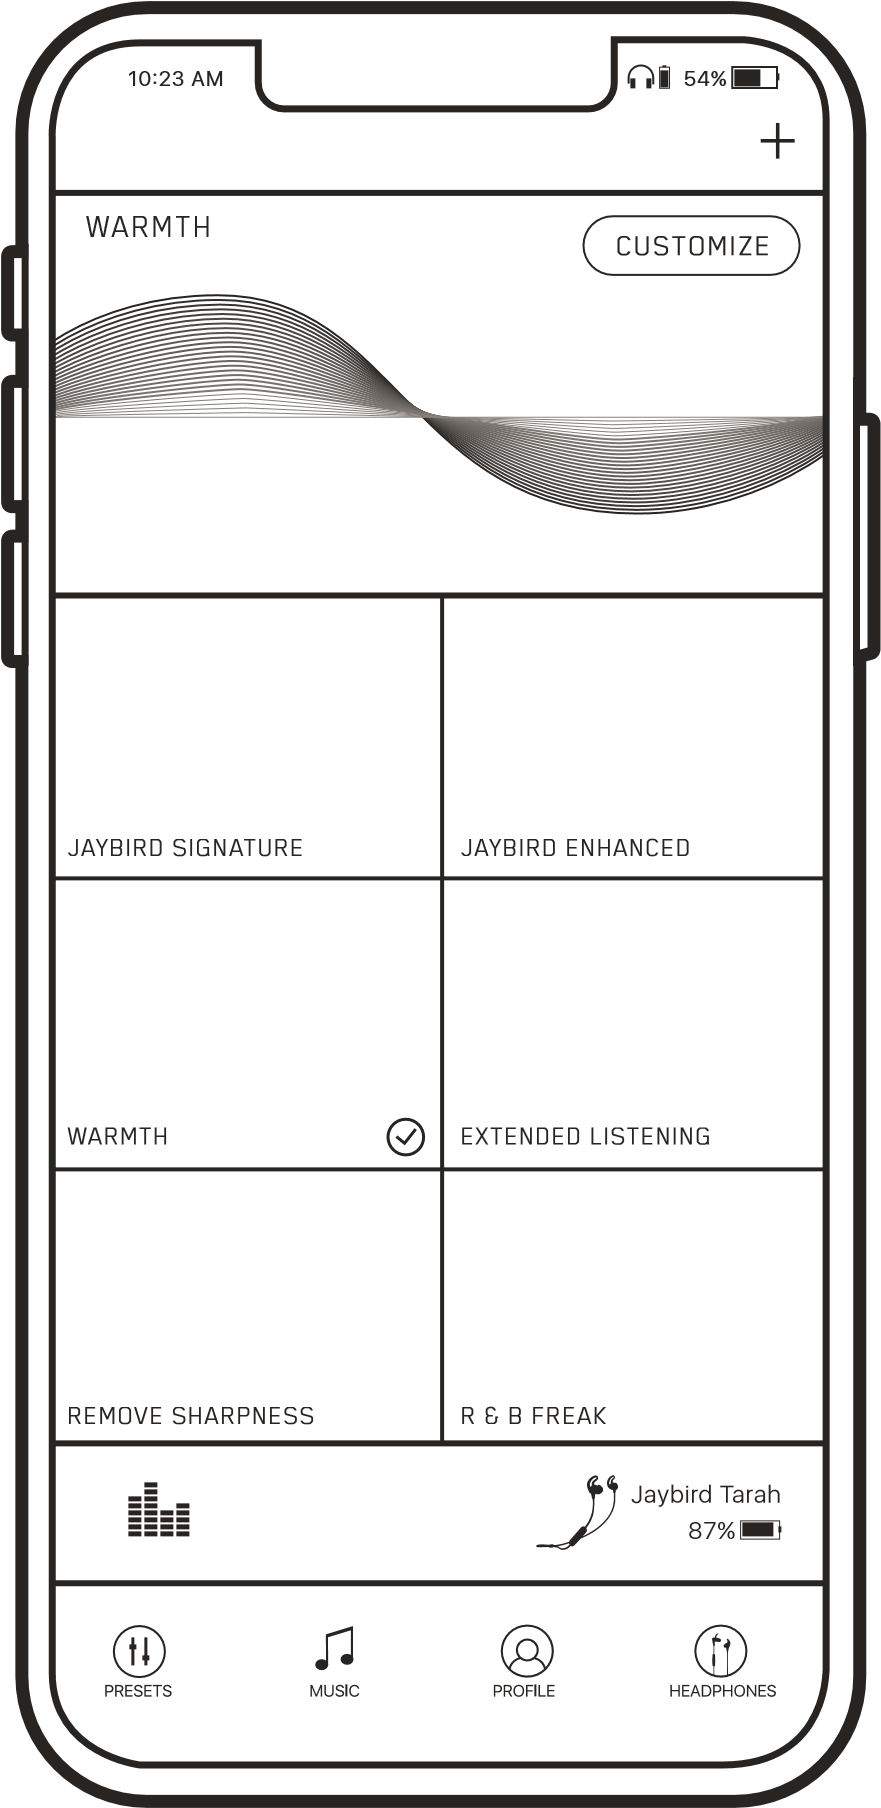 10:23 AM 54%
WARMTH
CUSTOMIZE
JAYBIRD SIGNATURE
JAYBIRD ENHANCED
WARMTH
EXTENDED LISTENING
REMOVE SHARPNESS
R & B FREAK
Jaybird Tarah
87%
PRESETS
MUSIC
PROFILE
HEADPHONES